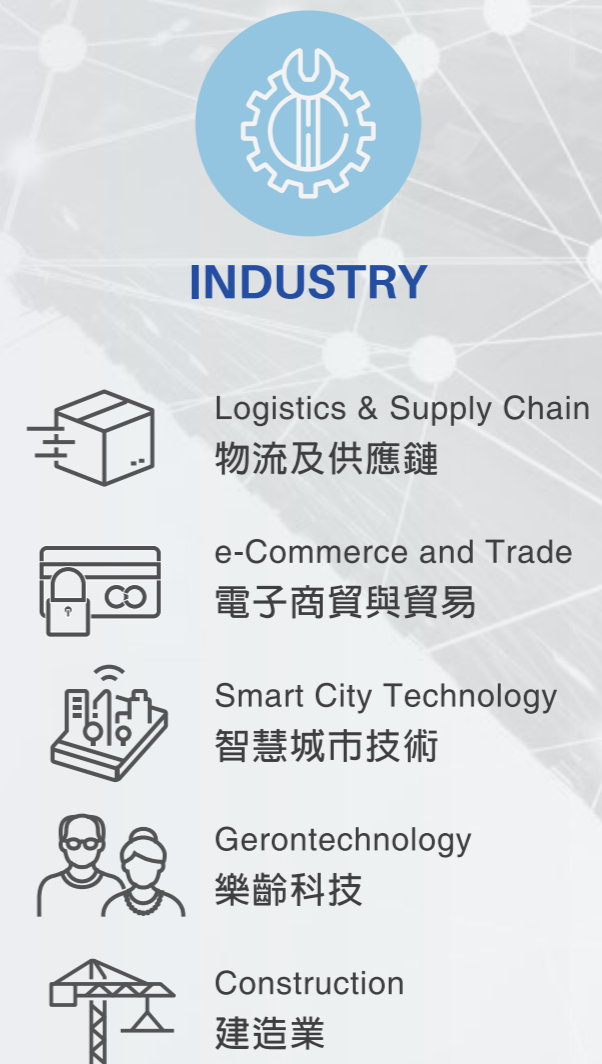 INDUSTRY
Logistics & Supply Chain
物流及供應鏈
e-Commerce and Trade
電子商貿與貿易
Smart City Technology
智慧城市技術
Gerontechnology
樂齡科技
Construction
建造業